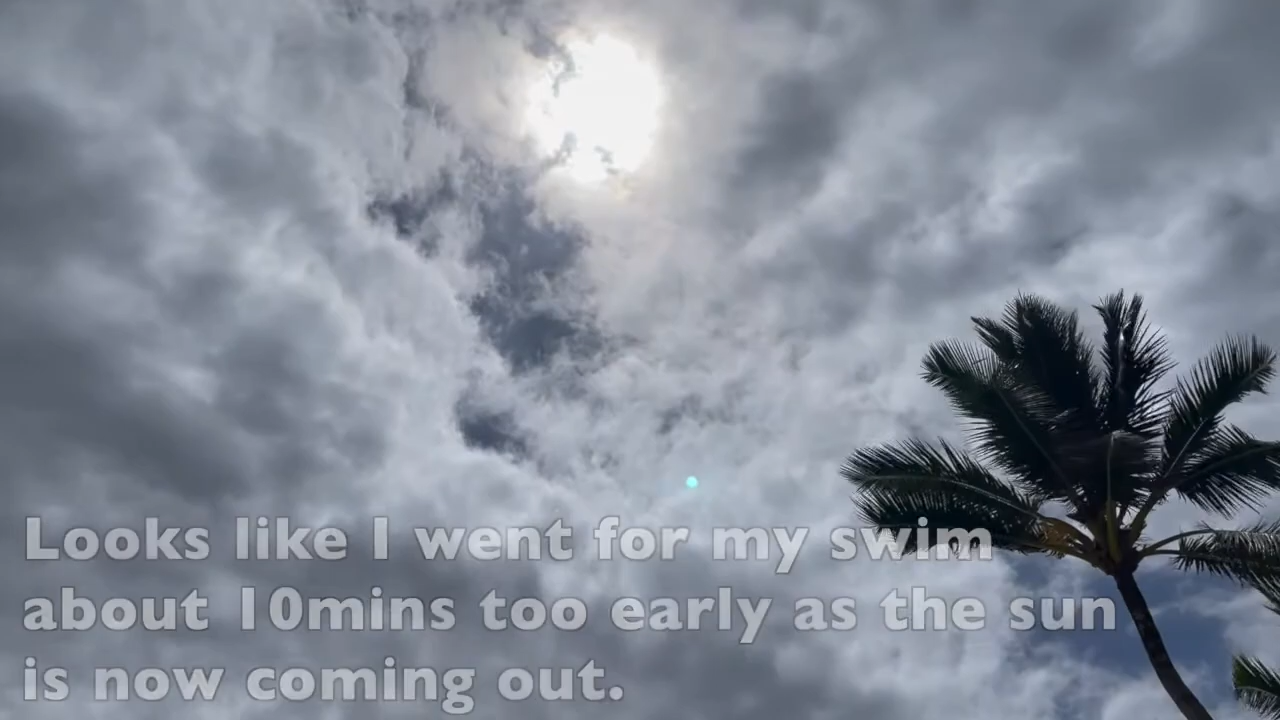 Looks like I went for my swim
about 10mins too early as the sun
is now coming out.